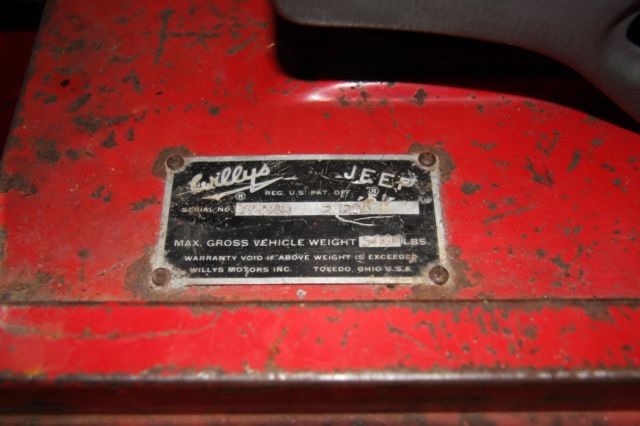 Willys ® JEEP ®
REG. U.S. PAT. OFF.
SERIAL NO.
MAX. GROSS VEHICLE WEIGHT LBS.
WARRANTY VOID IF ABOVE WEIGHT IS EXCEEDED
WILLYS MOTORS INC. TOLEDO, OHIO U.S.A.